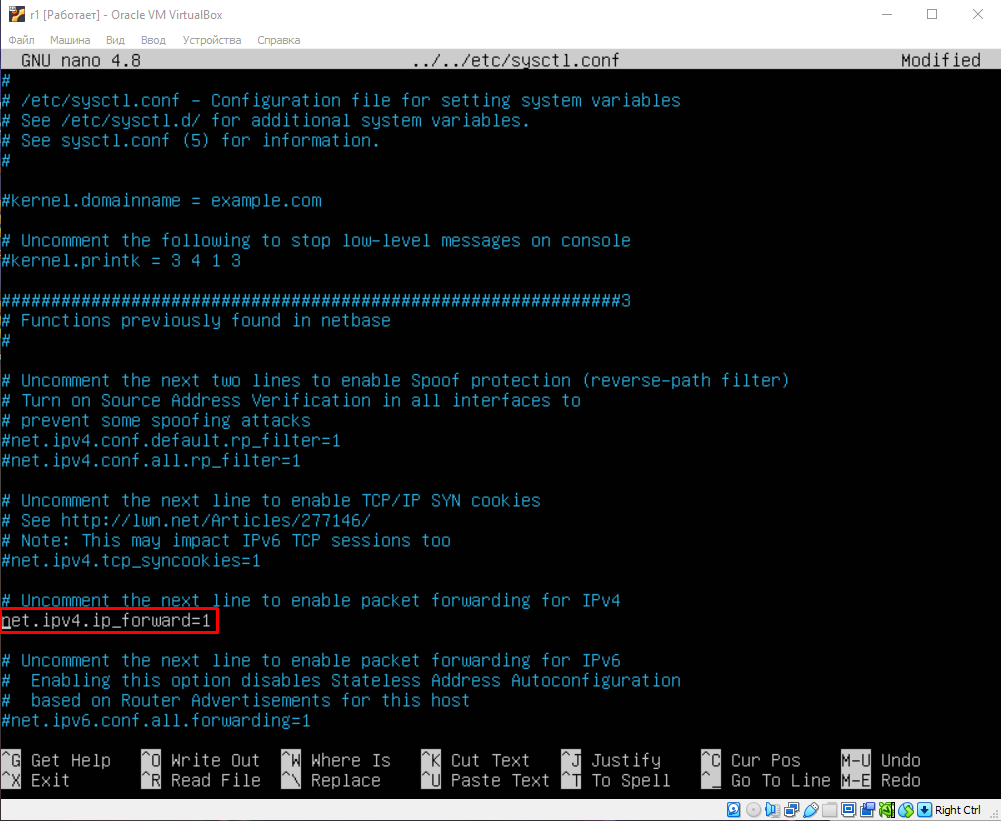 r1 [Работает] - Oracle VM VirtualBox
Файл Машина Вид Ввод Устройства Справка
GNU nano 4.8 ../../etc/sysctl.conf Modified
#
# /etc/sysctl.conf - Configuration file for setting system variables
# See /etc/sysctl.d/ for additional system variables.
# See sysctl.conf (5) for information.
#
#kernel.domainname = example.com
# Uncomment the following to stop low-level messages on console
#kernel.printk = 3 4 1 3
##############################################################3
# Functions previously found in netbase
#
# Uncomment the next two lines to enable Spoof protection (reverse-path filter)
# Turn on Source Address Verification in all interfaces to
# prevent some spoofing attacks
#net.ipv4.conf.default.rp_filter=1
#net.ipv4.conf.all.rp_filter=1
# Uncomment the next line to enable TCP/IP SYN cookies
# See http://lwn.net/Articles/277146/
# Note: This may impact IPv6 TCP sessions too
#net.ipv4.tcp_syncookies=1
# Uncomment the next line to enable packet forwarding for IPv4
net.ipv4.ip_forward=1
# Uncomment the next line to enable packet forwarding for IPv6
#  Enabling this option disables Stateless Address Autoconfiguration
#  based on Router Advertisements for this host
#net.ipv6.conf.all.forwarding=1
^G Get Help ^O Write Out ^W Where Is ^K Cut Text ^J Justify ^C Cur Pos M-U Undo
^X Exit ^R Read File ^\ Replace ^U Paste Text ^T To Spell ^_ Go To Line M-E Redo
Right Ctrl